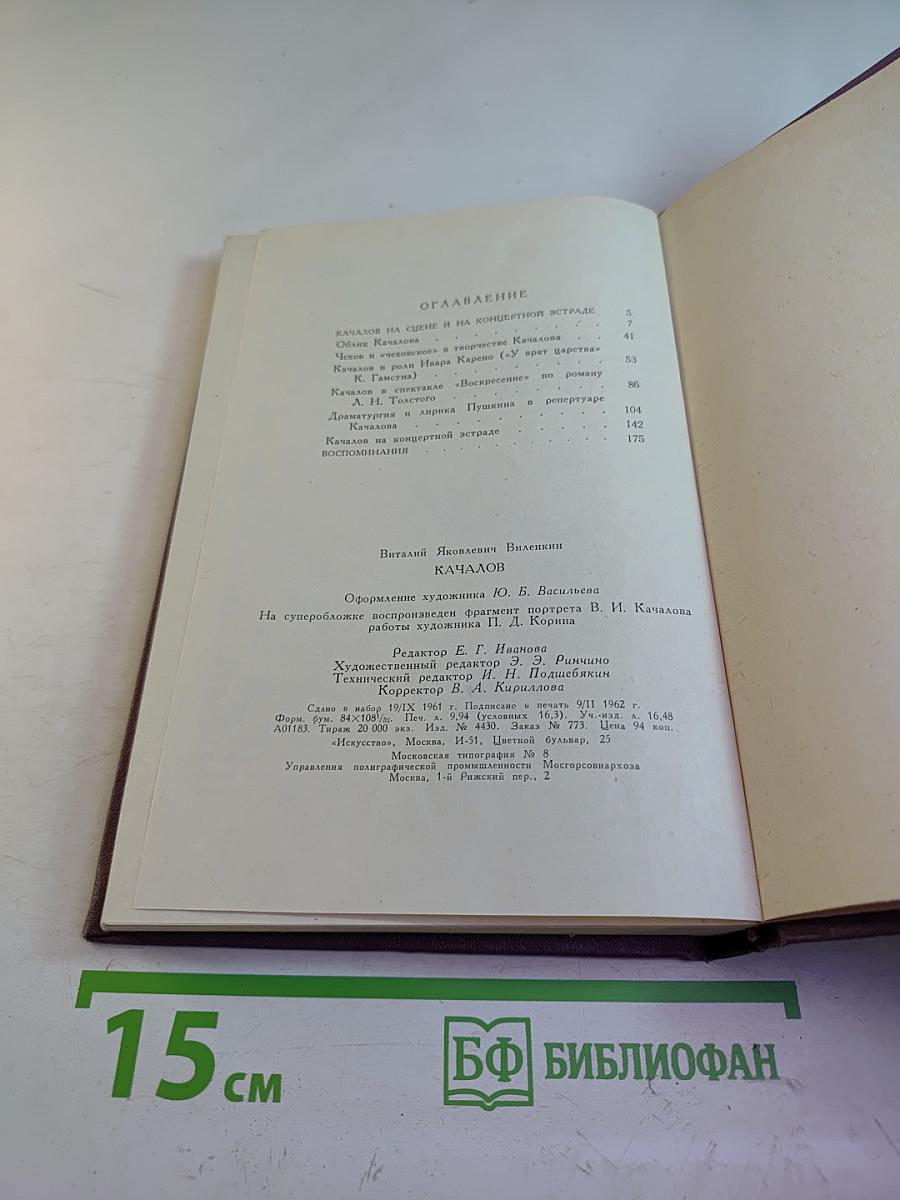 ОГЛАВЛЕНИЕ
КАЧАЛОВ НА СЦЕНЕ И НА КОНЦЕРТНОЙ ЭСТРАДЕ 5
Облик Качалова . . . . . . . . . . 7
Чехов и «чеховское» в творчестве Качалова . . . 41
Качалов в роли Ивара Карено («У врат царства»
К. Гамсуна) . . . . . . . . . . 53
Качалов в спектакле «Воскресение» по роману
Л. Н. Толстого . . . . . . . . . 86
Драматургия и лирика Пушкина в репертуаре
Качалова . . . . . . . . . . . 104
Качалов на концертной эстраде . . . . . 142
ВОСПОМИНАНИЯ . . . . . . . . . . 175
Виталий Яковлевич Виленкин
КАЧАЛОВ
Оформление художника Ю. Б. Васильева
На суперобложке воспроизведен фрагмент портрета В. И. Качалова
работы художника П. Д. Корина
Редактор Е. Г. Иванова
Художественный редактор Э. Э. Ринчино
Технический редактор И. Н. Подшебякин
Корректор В. А. Кириллова
Сдано в набор 19/IX 1961 г. Подписано в печать 9/II 1962 г.
Форм. бум. 84×108¹/₃₂. Печ. л. 9,94 (условных 16,3). Уч.-изд. л. 16,48
А01183. Тираж 20 000 экз. Изд. № 4430. Заказ № 773. Цена 94 коп.
«Искусство», Москва, И-51, Цветной бульвар, 25
Московская типография № 8
Управления полиграфической промышленности Мосгорсовнархоза
Москва, 1-й Рижский пер., 2
15 см
БФ БИБЛИОФАН